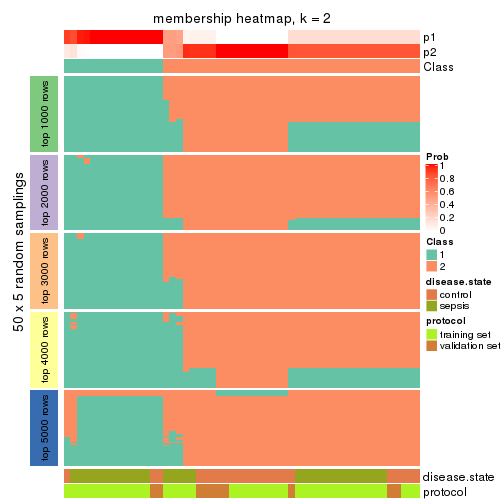 membership heatmap, k = 2
p1
p2
Class
50 x 5 random samplings
top 1000 rows
top 2000 rows
top 3000 rows
top 4000 rows
top 5000 rows
Prob
1
0.8
0.6
0.4
0.2
0
Class
1
2
disease.state
control
sepsis
protocol
training set
validation set
disease.state
protocol